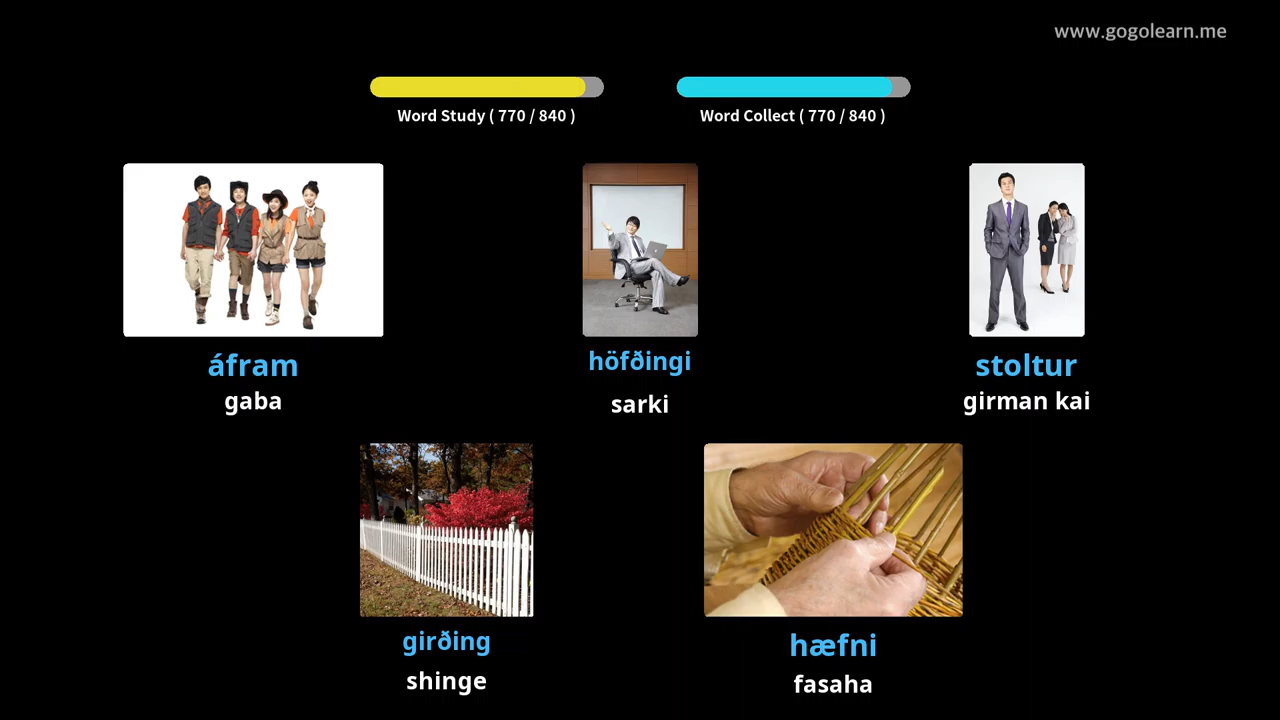 www.gogolearn.me
Word Study ( 770 / 840 )
Word Collect ( 770 / 840 )
áfram
gaba
höfðingi
sarki
stoltur
girman kai
girðing
shinge
hæfni
fasaha